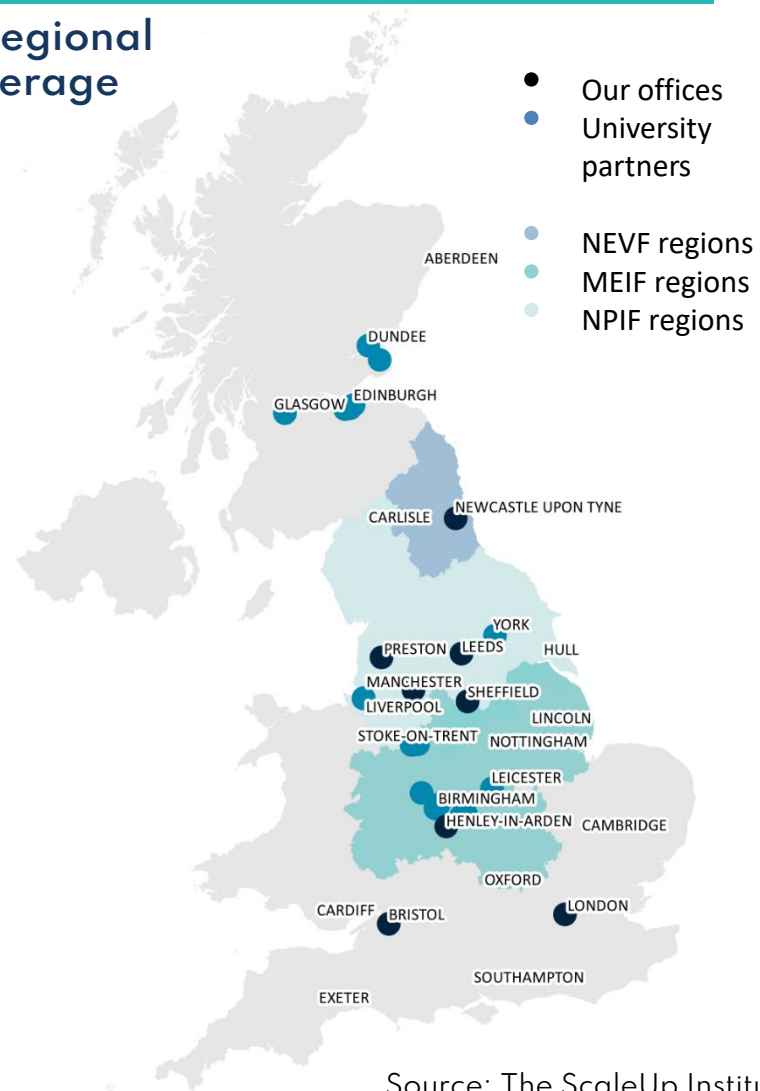 egional
erage
Our offices
University
partners
NEVF regions
MEIF regions
NPIF regions
ABERDEEN
DUNDEE
EDINBURGH
GLASGOW
NEWCASTLE UPON TYNE
CARLISLE
YORK
PRESTON
LEEDS
HULL
MANCHESTER
SHEFFIELD
LIVERPOOL
LINCOLN
STOKE-ON-TRENT
NOTTINGHAM
LEICESTER
BIRMINGHAM
HENLEY-IN-ARDEN
CAMBRIDGE
OXFORD
CARDIFF
BRISTOL
LONDON
SOUTHAMPTON
EXETER
Source: The ScaleUp Institu